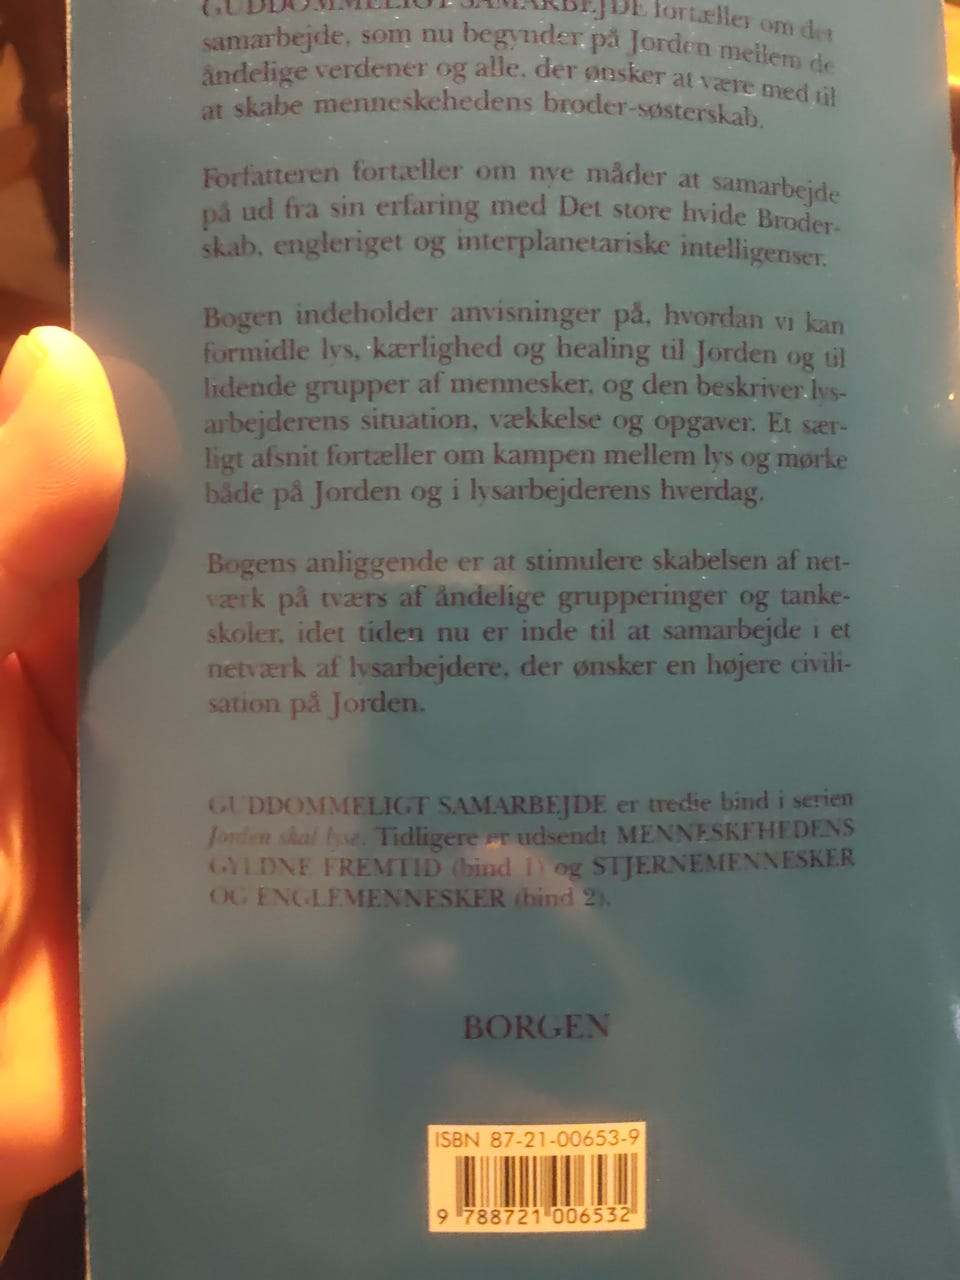 GUDDOMMELIGT SAMARBEJDE fortæller om det
samarbejde, som nu begynder på Jorden mellem de
åndelige verdener og alle, der ønsker at være med til
at skabe menneskehedens broder-søsterskab.
Forfatteren fortæller om nye måder at samarbejde
på ud fra sin erfaring med Det store hvide Broder-
skab, engleriget og interplanetariske intelligenser.
Bogen indeholder anvisninger på, hvordan vi kan
formidle lys, kærlighed og healing til Jorden og til
lidende grupper af mennesker, og den beskriver lys-
arbejderens situation, vækkelse og opgaver. Et sær-
ligt afsnit fortæller om kampen mellem lys og mørke
både på Jorden og i lysarbejderens hverdag.
Bogens anliggende er at stimulere skabelsen af net-
værk på tværs af åndelige grupperinger og tanke-
skoler, idet tiden nu er inde til at samarbejde i et
netværk af lysarbejdere, der ønsker en højere civili-
sation på Jorden.
GUDDOMMELIGT SAMARBEJDE er tredie bind i serien
Jorden skal lyse. Tidligere er udsendt MENNESKEHEDENS
GYLDNE FREMTID (bind 1) og STJERNEMENNESKER
OG ENGLEMENNESKER (bind 2).
BORGEN
ISBN 87-21-00653-9
9 788721 006532